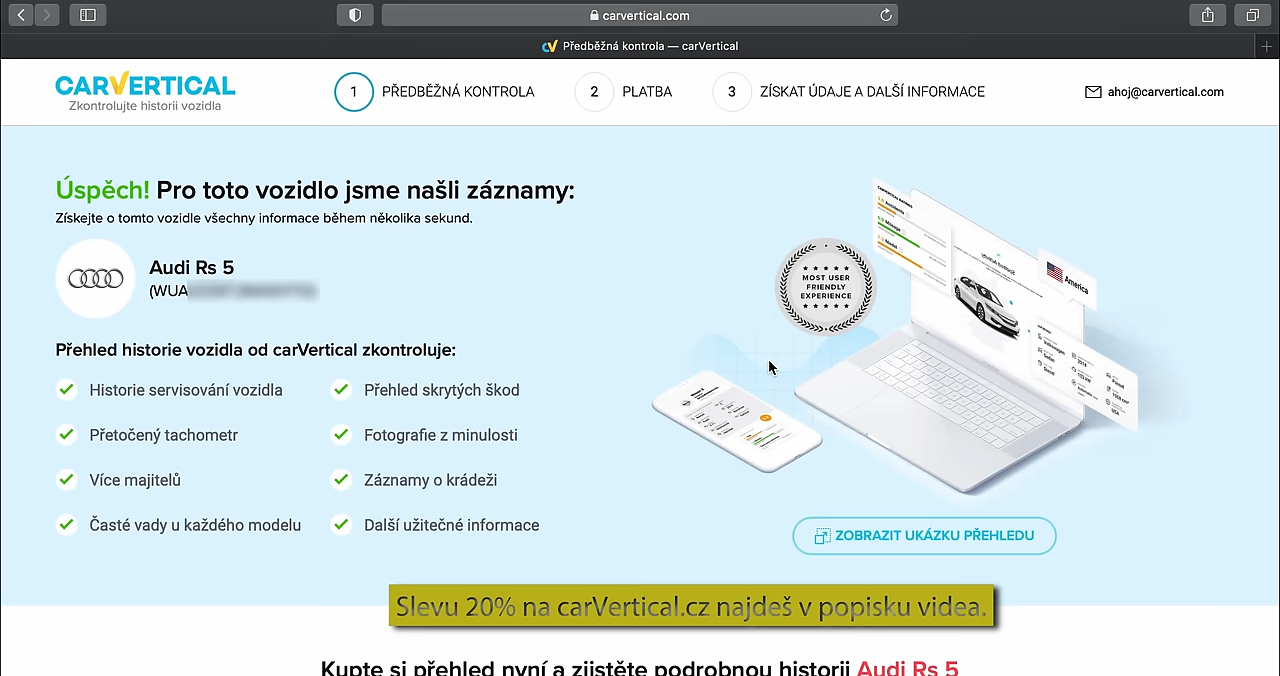 carvertical.com
Předběžná kontrola — carVertical
CARVERTICAL
Zkontrolujte historii vozidla
1 PŘEDBĚŽNÁ KONTROLA
2 PLATBA
3 ZÍSKAT ÚDAJE A DALŠÍ INFORMACE
ahoj@carvertical.com
Úspěch! Pro toto vozidlo jsme našli záznamy:
Získejte o tomto vozidle všechny informace během několika sekund.
Audi Rs 5
(WUA
Přehled historie vozidla od carVertical zkontroluje:
Historie servisování vozidla
Přehled skrytých škod
Přetočený tachometr
Fotografie z minulosti
Více majitelů
Záznamy o krádeži
Časté vady u každého modelu
Další užitečné informace
MOST USER
FRIENDLY
EXPERIENCE
America
ZOBRAZIT UKÁZKU PŘEHLEDU
Slevu 20% na carVertical.cz najdeš v popisku videa.
Kupte si přehled nyní a zjistěte podrobnou historii Audi Rs 5